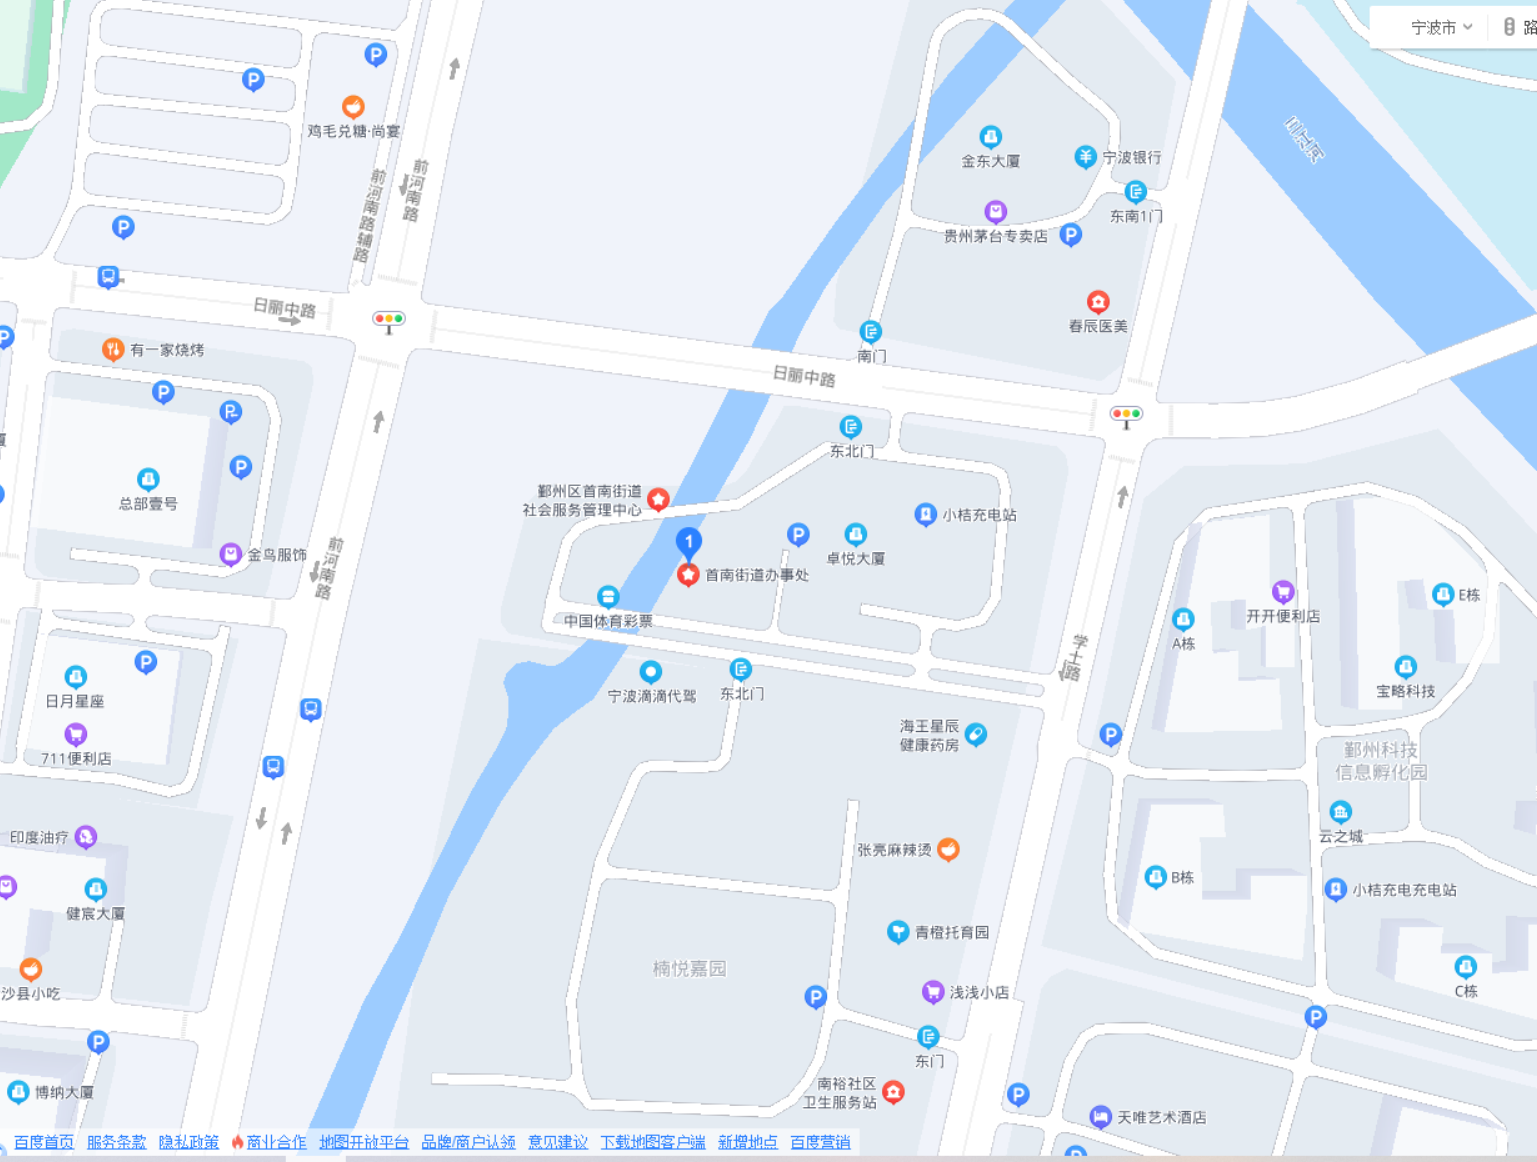 宁波市
路
三江河
鸡毛兑糖·尚宴
前河南路
前河南路辅路
金东大厦
宁波银行
东南1门
贵州茅台专卖店
日丽中路
春辰医美
南门
有一家烧烤
日丽中路
东北门
总部壹号
鄞州区首南街道
社会服务管理中心
小桔充电站
1
卓悦大厦
首南街道办事处
金鸟服饰
前河南路
中国体育彩票
开开便利店
E栋
A栋
学士路
日月星座
宁波滴滴代驾
东北门
宝略科技
海王星辰
健康药房
711便利店
鄞州科技
信息孵化园
印度油疗
云之城
张亮麻辣烫
B栋
小桔充电充电站
健宸大厦
青橙托育园
楠悦嘉园
沙县小吃
浅浅小店
C栋
东门
博纳大厦
南裕社区
卫生服务站
天唯艺术酒店
百度首页 服务条款 隐私政策 商业合作 地图开放平台 品牌/商户认领 意见建议 下载地图客户端 新增地点 百度营销